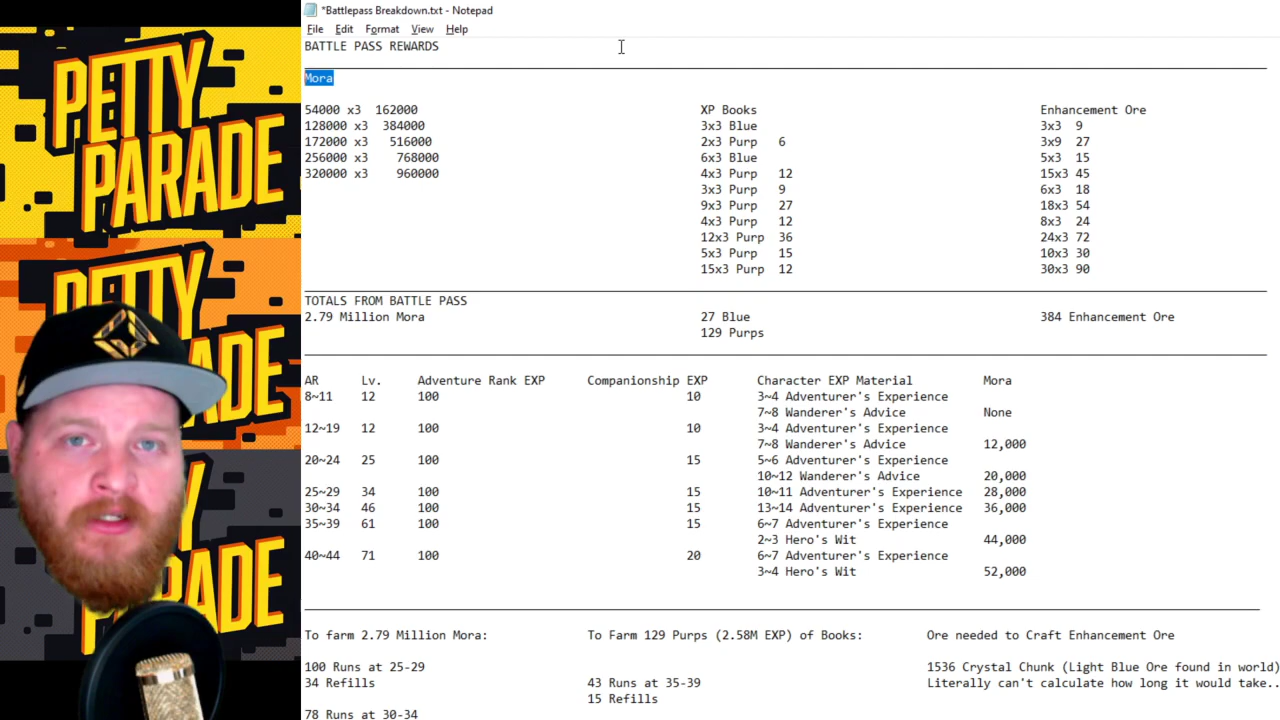 *Battlepass Breakdown.txt - Notepad
File Edit Format View Help
BATTLE PASS REWARDS
Mora
54000 x3 162000 XP Books Enhancement Ore
128000 x3 384000 3x3 Blue 3x3 9
172000 x3 516000 2x3 Purp 6 3x9 27
256000 x3 768000 6x3 Blue 5x3 15
320000 x3 960000 4x3 Purp 12 15x3 45
3x3 Purp 9 6x3 18
9x3 Purp 27 18x3 54
4x3 Purp 12 8x3 24
12x3 Purp 36 24x3 72
5x3 Purp 15 10x3 30
15x3 Purp 12 30x3 90
TOTALS FROM BATTLE PASS
2.79 Million Mora 27 Blue 384 Enhancement Ore
129 Purps
AR Lv. Adventure Rank EXP Companionship EXP Character EXP Material Mora
8~11 12 100 10 3~4 Adventurer's Experience
7~8 Wanderer's Advice None
12~19 12 100 10 3~4 Adventurer's Experience
7~8 Wanderer's Advice 12,000
20~24 25 100 15 5~6 Adventurer's Experience
10~12 Wanderer's Advice 20,000
25~29 34 100 15 10~11 Adventurer's Experience 28,000
30~34 46 100 15 13~14 Adventurer's Experience 36,000
35~39 61 100 15 6~7 Adventurer's Experience
2~3 Hero's Wit 44,000
40~44 71 100 20 6~7 Adventurer's Experience
3~4 Hero's Wit 52,000
To farm 2.79 Million Mora: To Farm 129 Purps (2.58M EXP) of Books: Ore needed to Craft Enhancement Ore
100 Runs at 25-29 1536 Crystal Chunk (Light Blue Ore found in world)
34 Refills 43 Runs at 35-39 Literally can't calculate how long it would take..
15 Refills
78 Runs at 30-34
PETTY
PARADE
PETTY
PARADE
PARADE